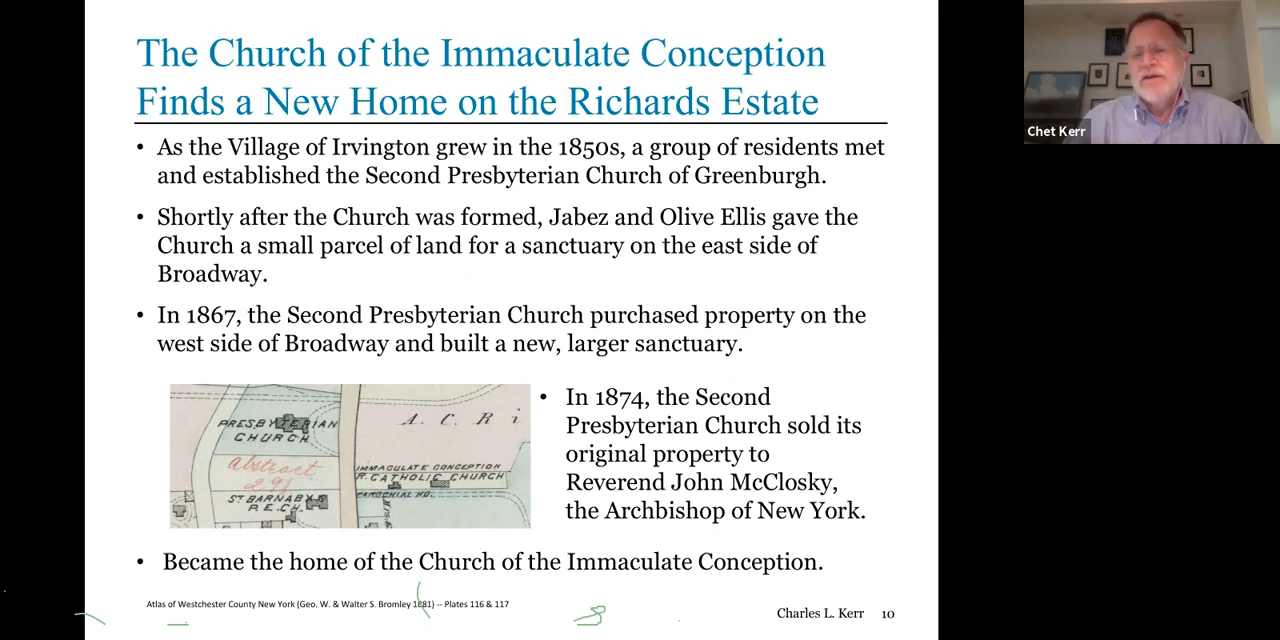 The Church of the Immaculate Conception
Finds a New Home on the Richards Estate
• As the Village of Irvington grew in the 1850s, a group of residents met
and established the Second Presbyterian Church of Greenburgh.
• Shortly after the Church was formed, Jabez and Olive Ellis gave the
Church a small parcel of land for a sanctuary on the east side of
Broadway.
• In 1867, the Second Presbyterian Church purchased property on the
west side of Broadway and built a new, larger sanctuary.
PRESBYTERIAN
CHURCH
Abstract
291
ST BARNABAS
P.E.CH.
A. C. Ri
IMMACULATE CONCEPTION
R. CATHOLIC CHURCH
PAROCHIAL HO.
• In 1874, the Second
Presbyterian Church sold its
original property to
Reverend John McClosky,
the Archbishop of New York.
• Became the home of the Church of the Immaculate Conception.
Atlas of Westchester County New York (Geo. W. & Walter S. Bromley 1881) -- Plates 116 & 117
Charles L. Kerr 10
Chet Kerr